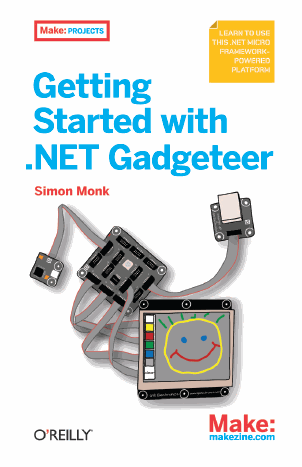 Make: PROJECTS
LEARN TO USE
THIS .NET MICRO
FRAMEWORK-
POWERED
PLATFORM
Getting
Started with
.NET Gadgeteer
Simon Monk
O'REILLY
Make:
makezine.com